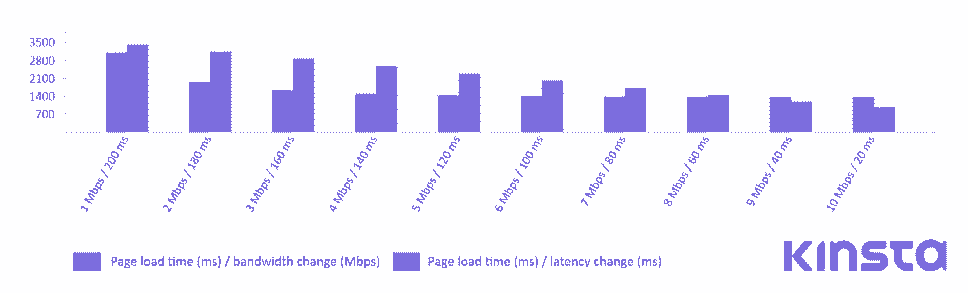 3500
2800
2100
1400
700
1 Mbps / 200 ms
2 Mbps / 180 ms
3 Mbps / 160 ms
4 Mbps / 140 ms
5 Mbps / 120 ms
6 Mbps / 100 ms
7 Mbps / 80 ms
8 Mbps / 60 ms
9 Mbps / 40 ms
10 Mbps / 20 ms
Page load time (ms) / bandwidth change (Mbps)
Page load time (ms) / latency change (ms)
KINSTA